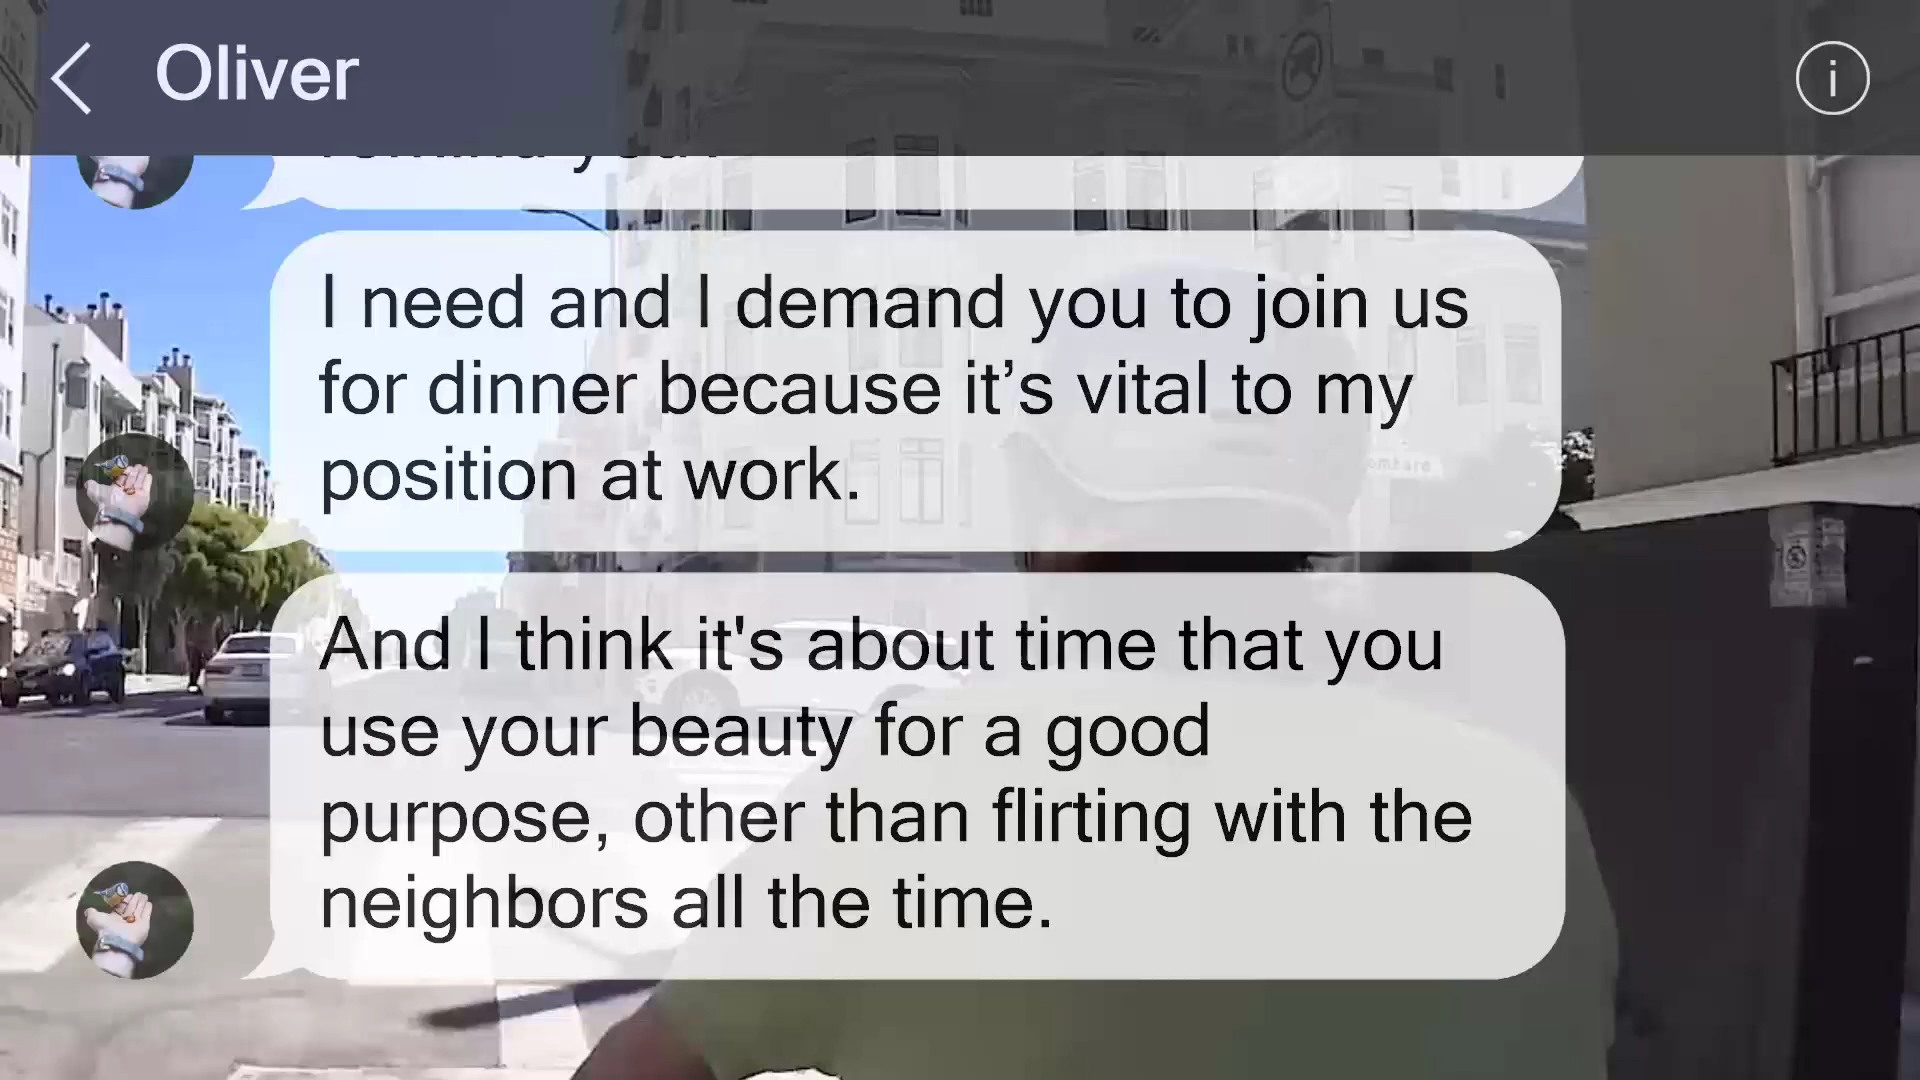 Oliver
I need and I demand you to join us
for dinner because it’s vital to my
position at work.
And I think it's about time that you
use your beauty for a good
purpose, other than flirting with the
neighbors all the time.